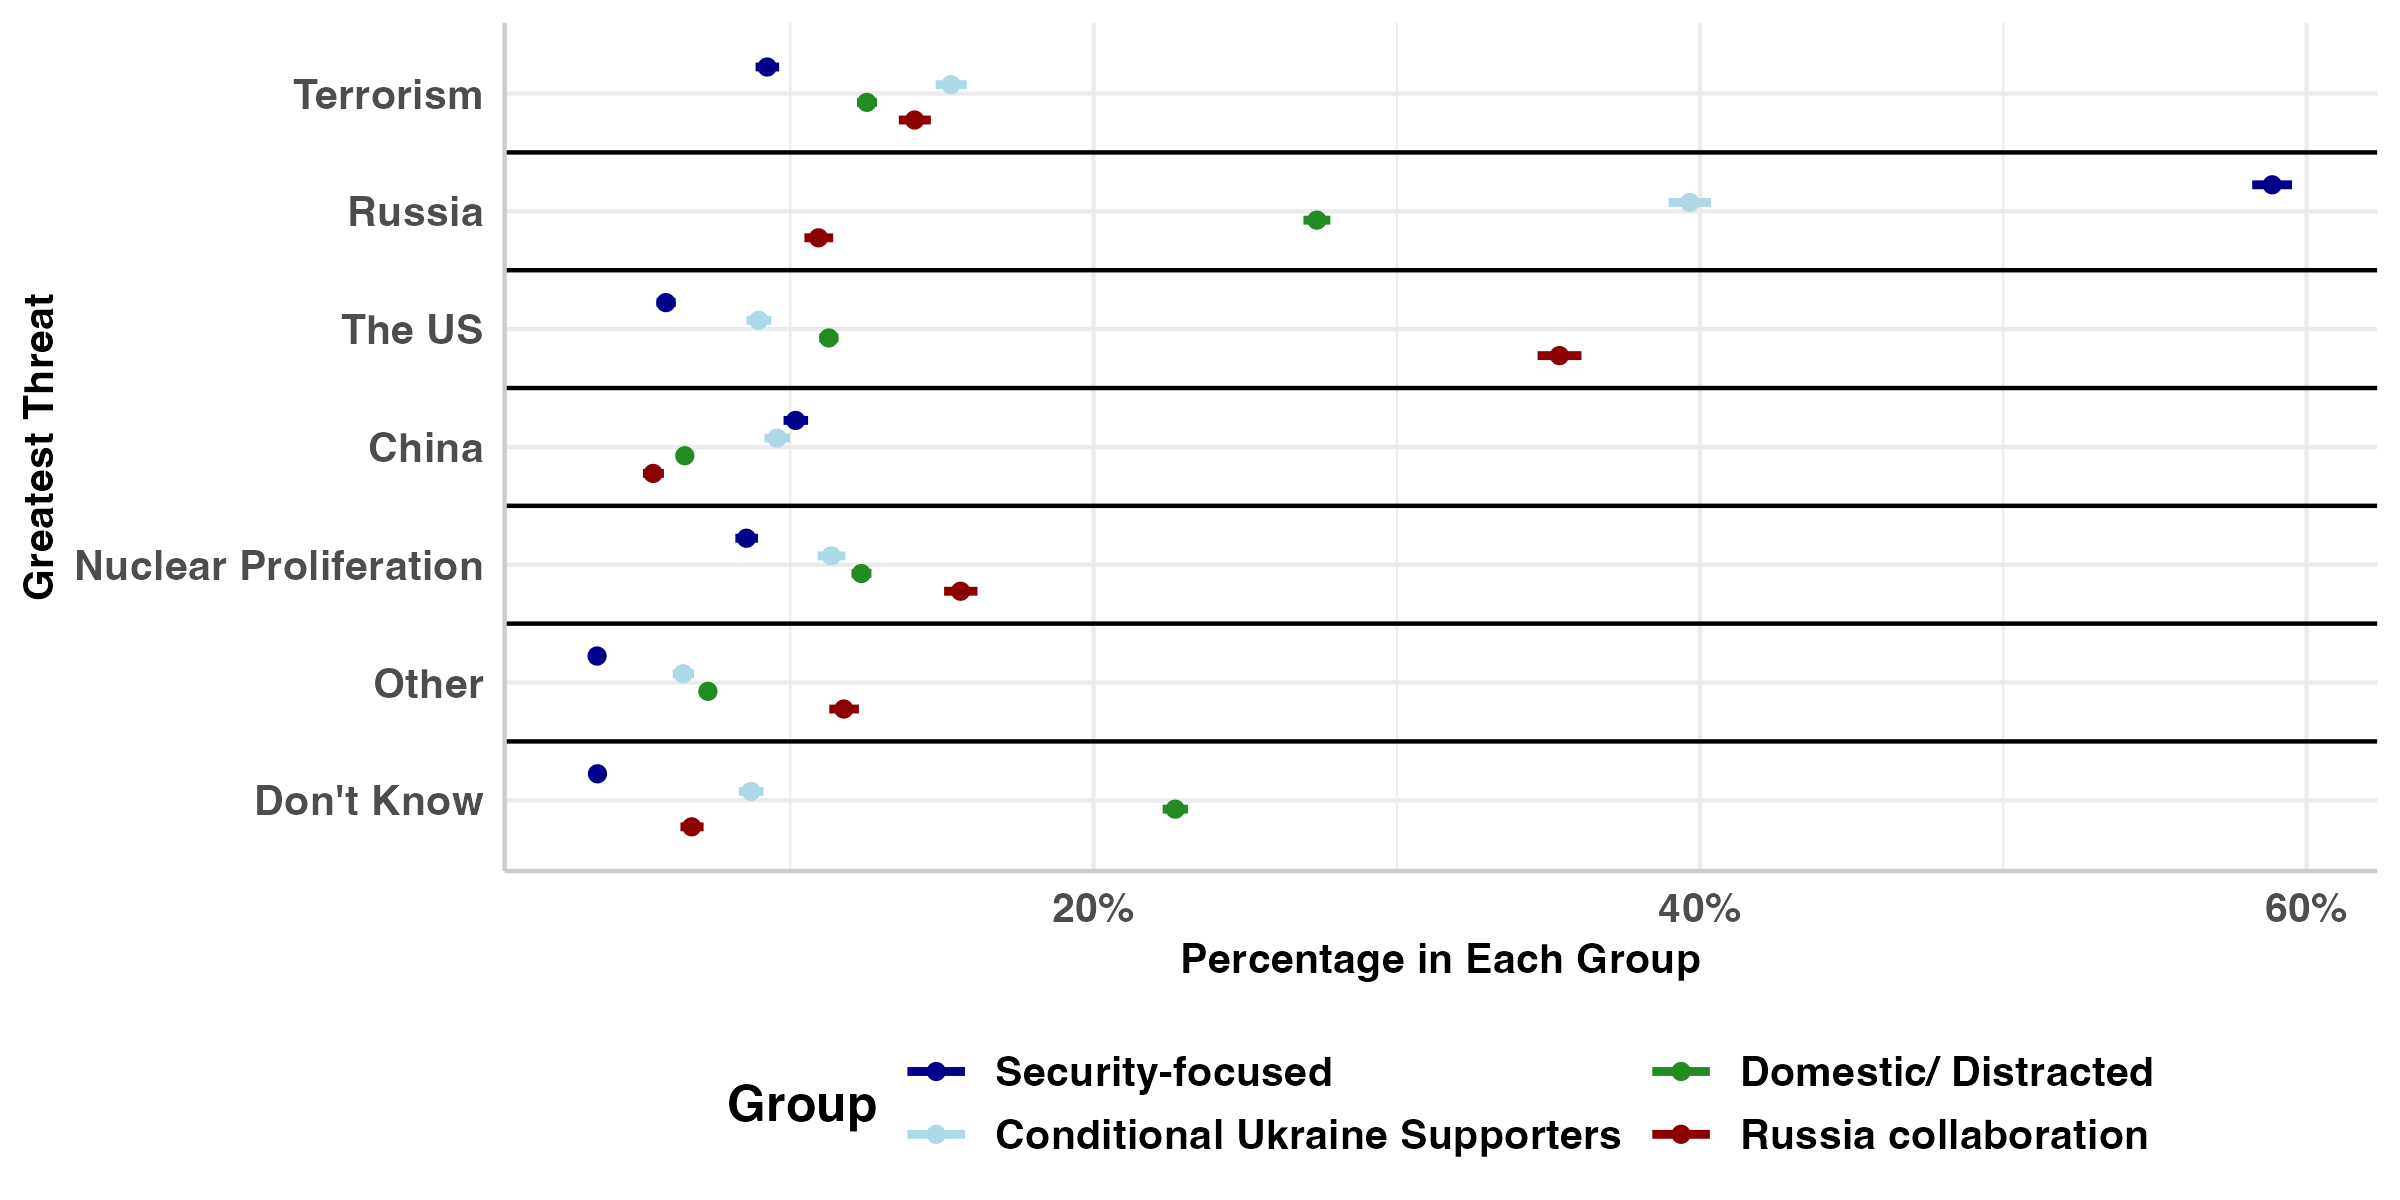 Greatest Threat
Terrorism
Russia
The US
China
Nuclear Proliferation
Other
Don't Know
20%
40%
60%
Percentage in Each Group
Group
Security-focused
Conditional Ukraine Supporters
Domestic/ Distracted
Russia collaboration